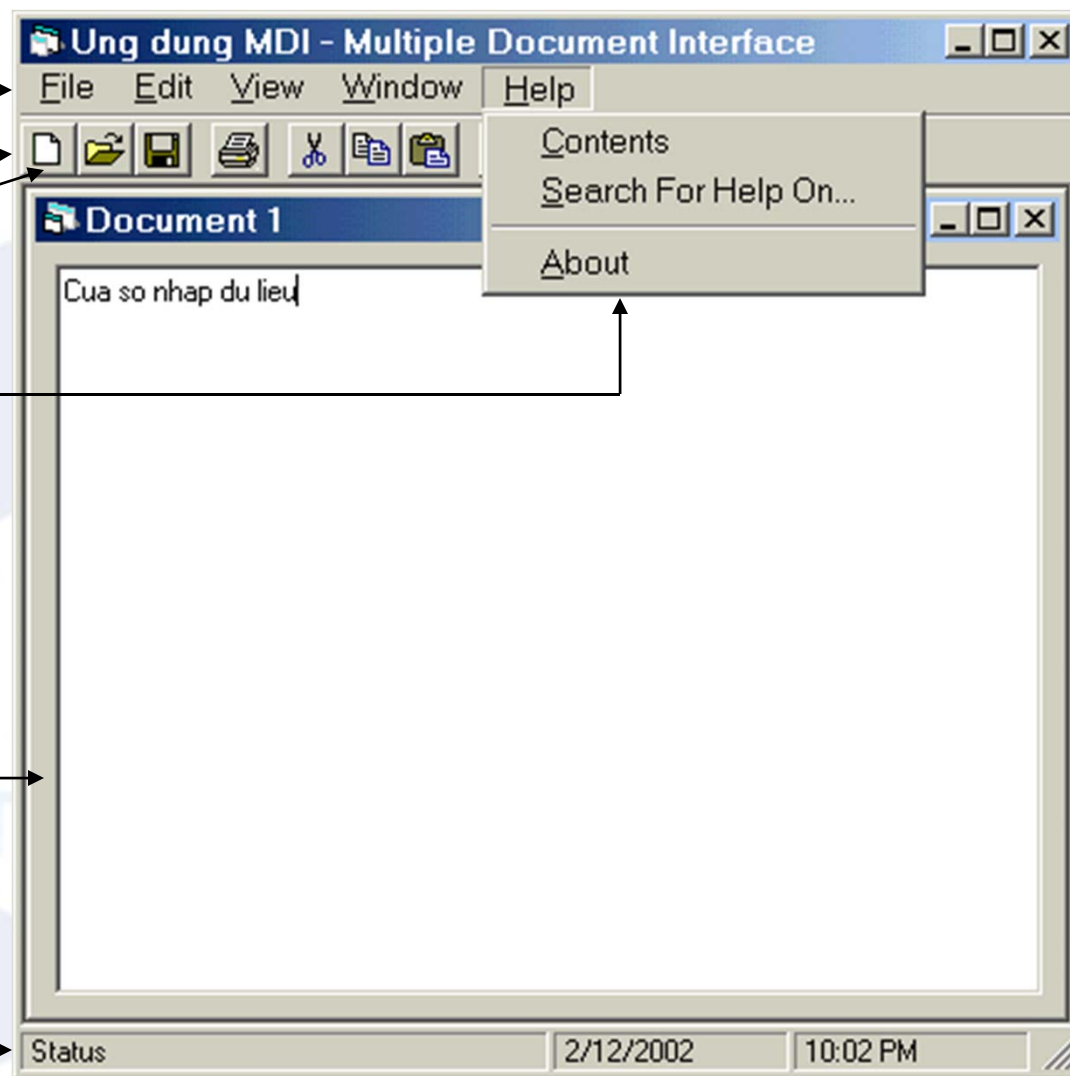 Ung dung MDI - Multiple Document Interface
File Edit View Window Help
Contents
Search For Help On...
About
Document 1
Cua so nhap du lieu
Status 2/12/2002 10:02 PM